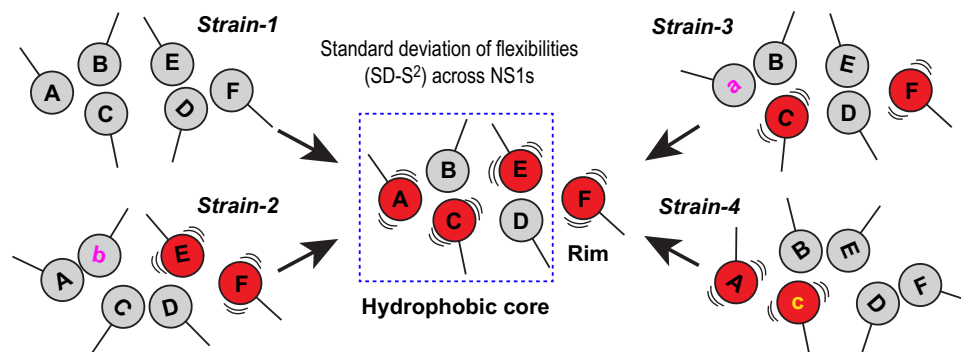 Strain-1
A
B
C
E
D
F
Standard deviation of flexibilities
(SD-S²) across NS1s
Strain-3
a
B
C
E
D
F
A
B
C
E
D
F
Rim
Hydrophobic core
Strain-2
A
b
C
D
E
F
Strain-4
A
B
c
E
D
F